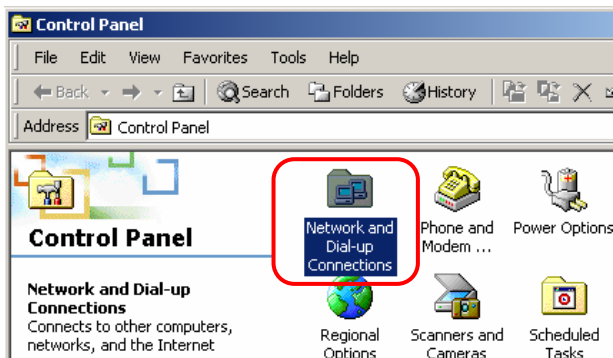 Control Panel
File Edit View Favorites Tools Help
Back Search Folders History
Address Control Panel
Control Panel
Network and Dial-up
Connections
Connects to other computers,
networks, and the Internet
Network and
Dial-up
Connections
Phone and
Modem ...
Power Options
Regional
Options
Scanners and
Cameras
Scheduled
Tasks